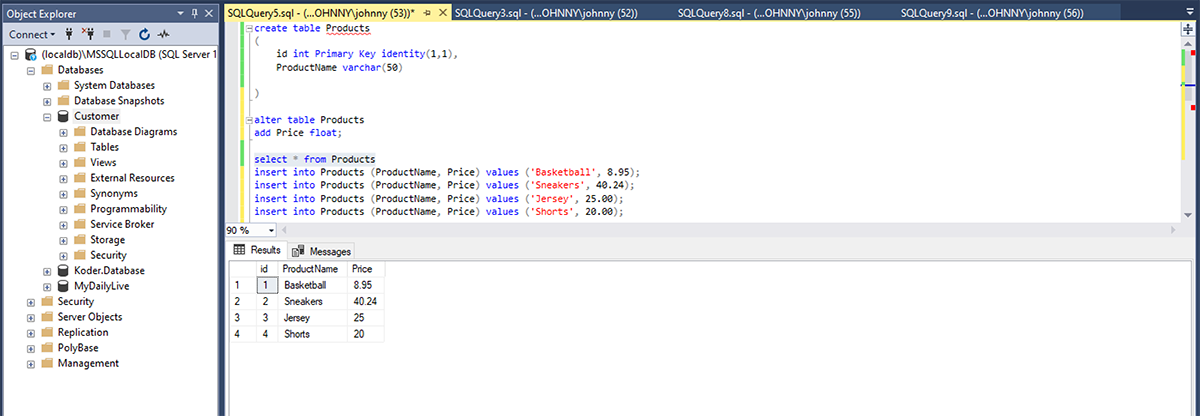 Object Explorer
Connect
(localdb)\MSSQLLocalDB (SQL Server 1
Databases
System Databases
Database Snapshots
Customer
Database Diagrams
Tables
Views
External Resources
Synonyms
Programmability
Service Broker
Storage
Security
Koder.Database
MyDailyLive
Security
Server Objects
Replication
PolyBase
Management
SQLQuery5.sql - (...OHNNY\johnny (53))* SQLQuery3.sql - (...OHNNY\johnny (52)) SQLQuery8.sql - (...OHNNY\johnny (55)) SQLQuery9.sql - (...OHNNY\johnny (56))
create table Products
(
id int Primary Key identity(1,1),
ProductName varchar(50)
)
alter table Products
add Price float;
select * from Products
insert into Products (ProductName, Price) values ('Basketball', 8.95);
insert into Products (ProductName, Price) values ('Sneakers', 40.24);
insert into Products (ProductName, Price) values ('Jersey', 25.00);
insert into Products (ProductName, Price) values ('Shorts', 20.00);
90 %
Results Messages
id ProductName Price
1 1 Basketball 8.95
2 2 Sneakers 40.24
3 3 Jersey 25
4 4 Shorts 20